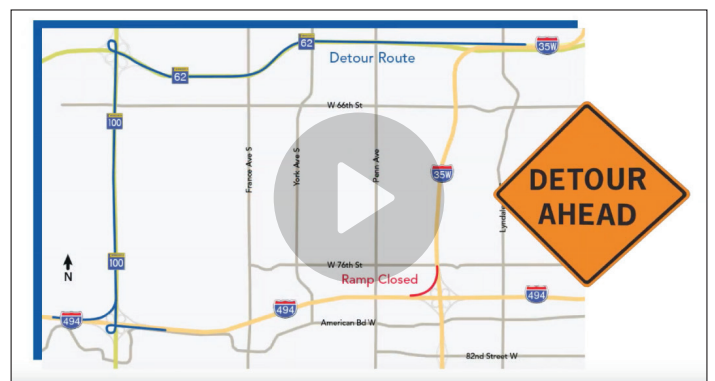 62
35W
Detour Route
62
W 66th St
100
France Ave S
York Ave S
Penn Ave
35W
Lyndale
DETOUR
AHEAD
N
100
W 76th St
Ramp Closed
494
494
494
American Bd W
82nd Street W